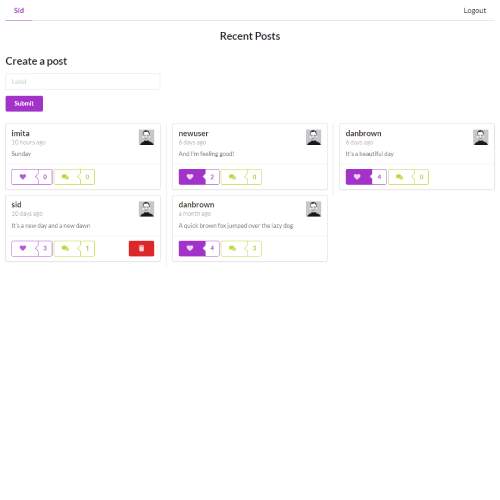 Sid
Logout
Recent Posts
Create a post
Submit
imita
10 hours ago
Sunday
0 0
newuser
6 days ago
And I'm feeling good!
2 0
danbrown
6 days ago
It's a beautiful day
4 0
sid
20 days ago
It's a new day and a new dawn
3 1
danbrown
a month ago
A quick brown fox jumped over the lazy dog
4 3